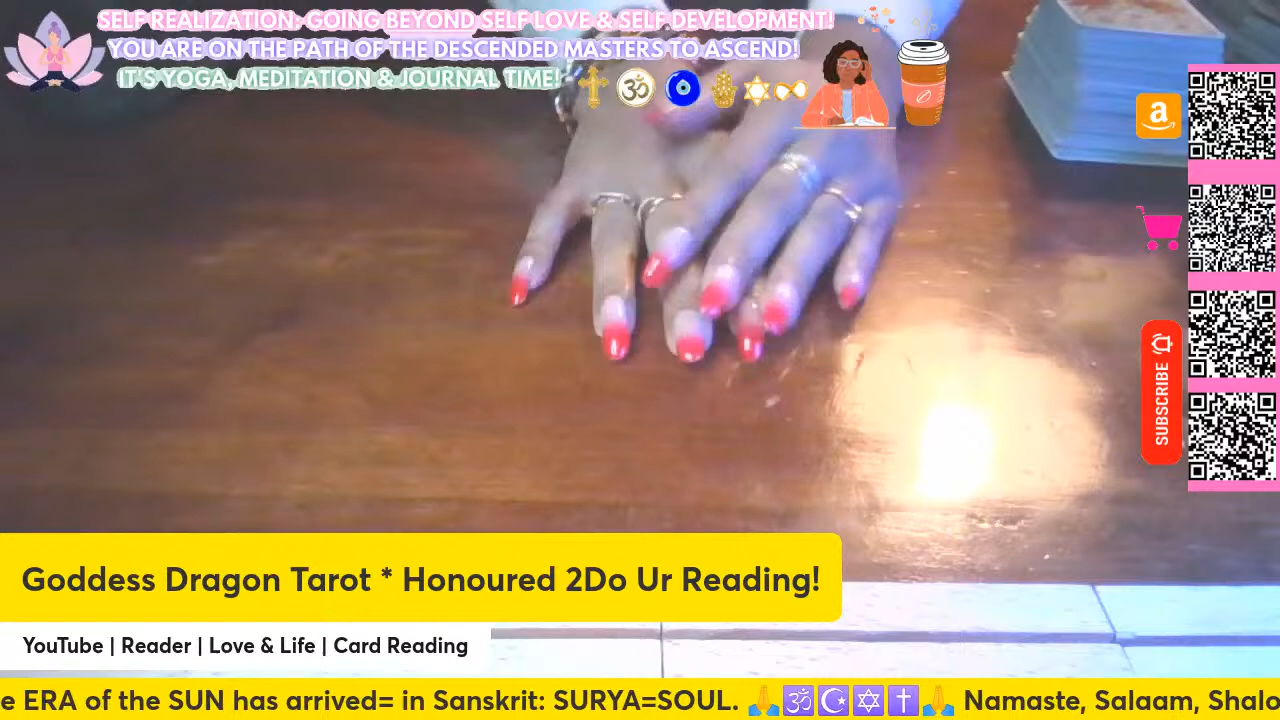 SELF REALIZATION: GOING BEYOND SELF LOVE & SELF DEVELOPMENT!
YOU ARE ON THE PATH OF THE DESCENDED MASTERS TO ASCEND!
IT'S YOGA, MEDITATION & JOURNAL TIME!
ॐ
a
SUBSCRIBE
Goddess Dragon Tarot * Honoured 2Do Ur Reading!
YouTube | Reader | Love & Life | Card Reading
e ERA of the SUN has arrived= in Sanskrit: SURYA=SOUL. 🙏🕉☪✡✝🙏 Namaste, Salaam, Shalo